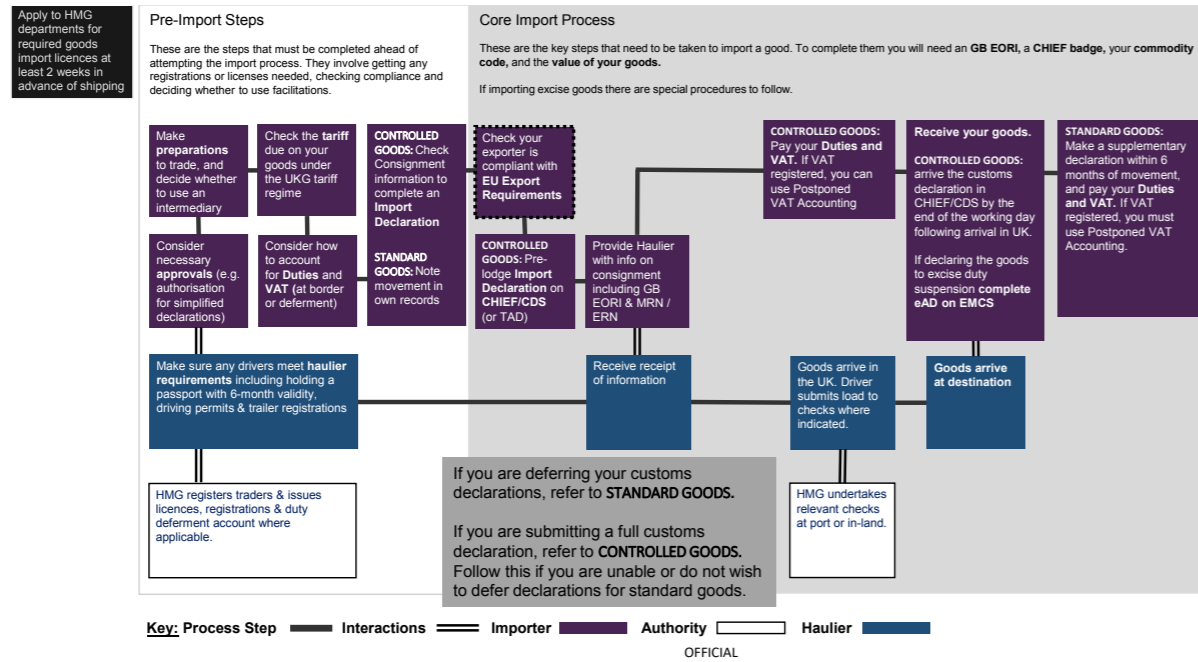 Apply to HMG
departments for
required goods
import licences at
least 2 weeks in
advance of shipping
Pre-Import Steps
These are the steps that must be completed ahead of
attempting the import process. They involve getting any
registrations or licenses needed, checking compliance and
deciding whether to use facilitations.
Core Import Process
These are the key steps that need to be taken to import a good. To complete them you will need an GB EORI, a CHIEF badge, your commodity
code, and the value of your goods.
If importing excise goods there are special procedures to follow.
Make
preparations
to trade, and
decide whether
to use an
intermediary
Check the tariff
due on your
goods under
the UKG tariff
regime
CONTROLLED
GOODS: Check
Consignment
information to
complete an
Import
Declaration
STANDARD
GOODS: Note
movement in
own records
Check your
exporter is
compliant with
EU Export
Requirements
CONTROLLED GOODS:
Pay your Duties and
VAT. If VAT
registered, you can
use Postponed
VAT Accounting
Receive your goods.
CONTROLLED GOODS:
arrive the customs
declaration in
CHIEF/CDS by the
end of the working day
following arrival in UK.
If declaring the goods
to excise duty
suspension complete
eAD on EMCS
STANDARD GOODS:
Make a supplementary
declaration within 6
months of movement,
and pay your Duties
and VAT. If VAT
registered, you must
use Postponed VAT
Accounting.
Consider
necessary
approvals (e.g.
authorisation
for simplified
declarations)
Consider how
to account
for Duties and
VAT (at border
or deferment)
CONTROLLED
GOODS: Pre-
lodge Import
Declaration on
CHIEF/CDS
(or TAD)
Provide Haulier
with info on
consignment
including GB
EORI & MRN /
ERN
Make sure any drivers meet haulier
requirements including holding a
passport with 6-month validity,
driving permits & trailer registrations
Receive receipt
of information
Goods arrive in
the UK. Driver
submits load to
checks where
indicated.
Goods arrive
at destination
HMG registers traders & issues
licences, registrations & duty
deferment account where
applicable.
If you are deferring your customs
declarations, refer to STANDARD GOODS.
If you are submitting a full customs
declaration, refer to CONTROLLED GOODS.
Follow this if you are unable or do not wish
to defer declarations for standard goods.
HMG undertakes
relevant checks
at port or in-land.
Key: Process Step Interactions Importer Authority Haulier
OFFICIAL